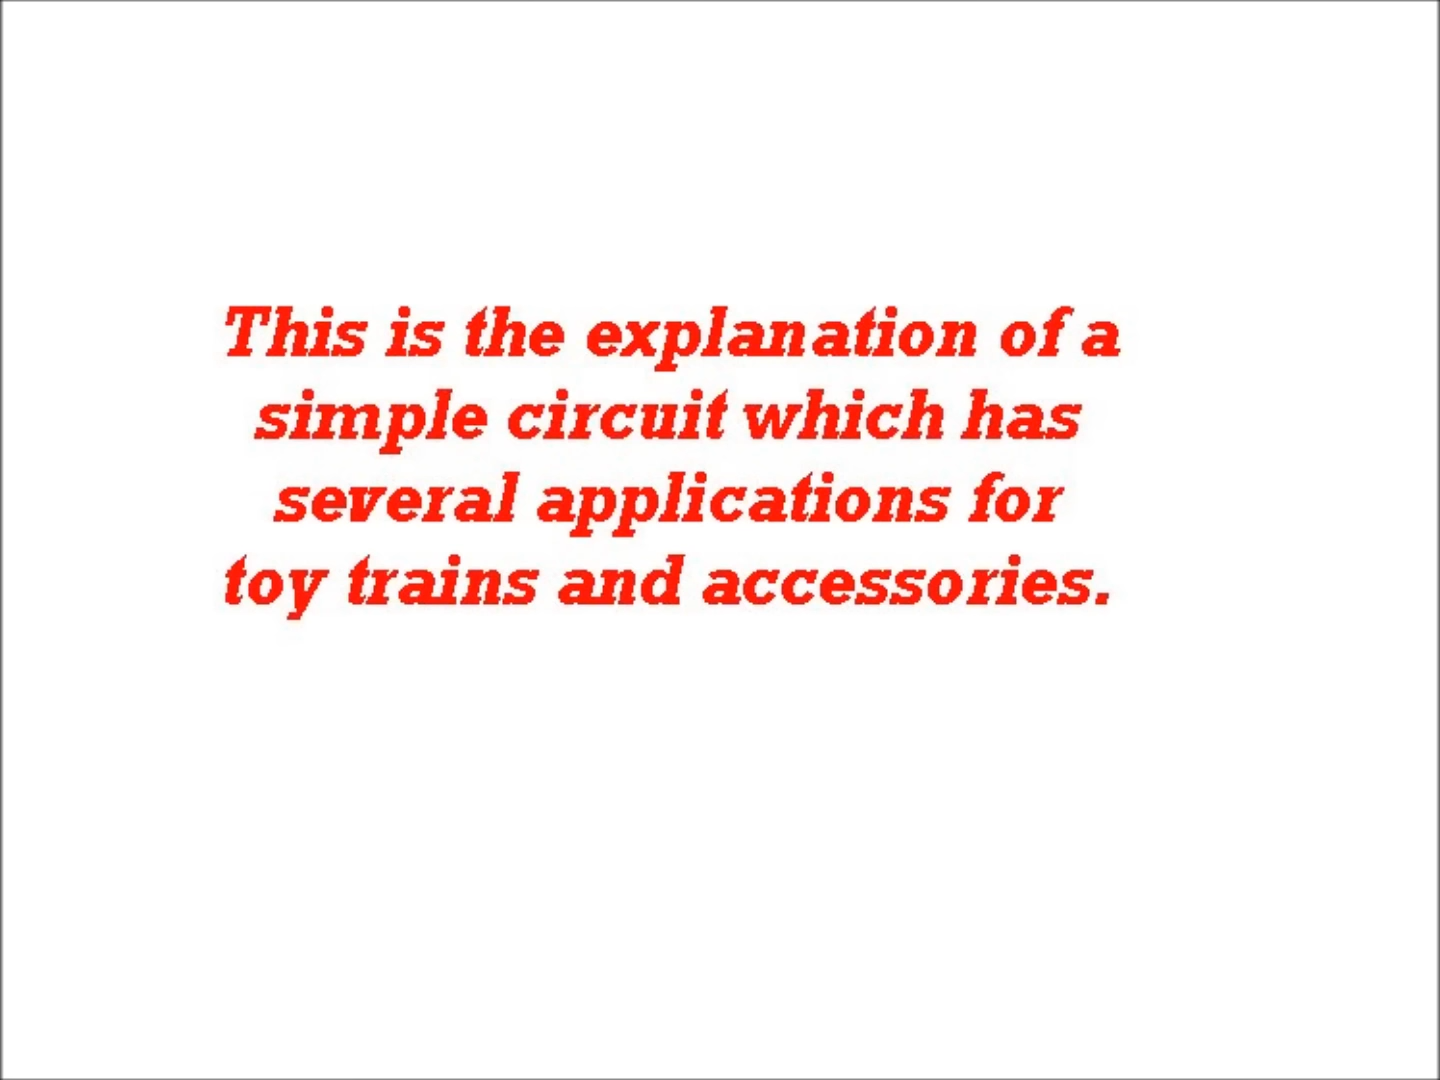 This is the explanation of a
simple circuit which has
several applications for
toy trains and accessories.